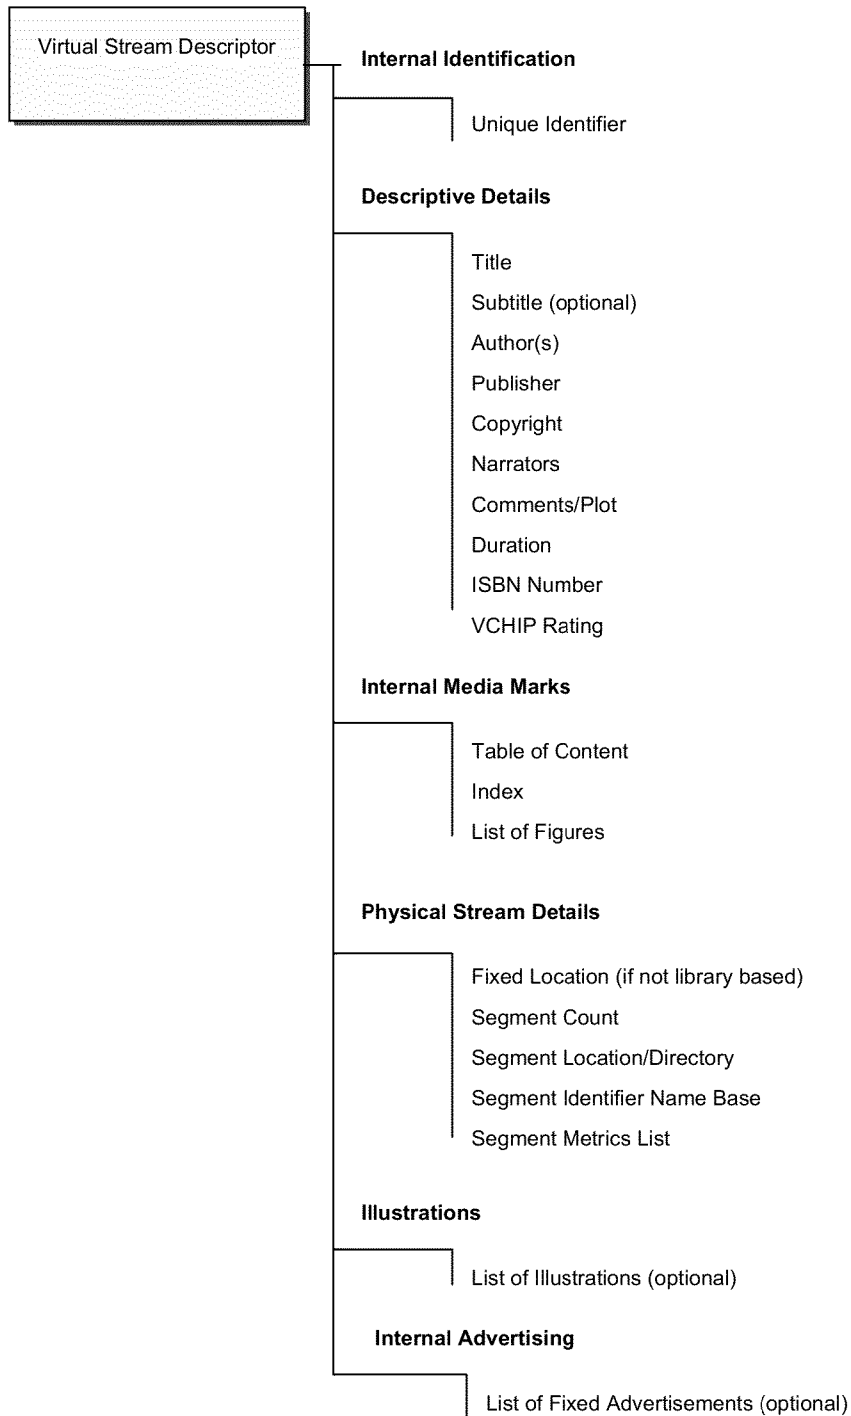 Virtual Stream Descriptor
Internal Identification
Unique Identifier
Descriptive Details
Title
Subtitle (optional)
Author(s)
Publisher
Copyright
Narrators
Comments/Plot
Duration
ISBN Number
VCHIP Rating
Internal Media Marks
Table of Content
Index
List of Figures
Physical Stream Details
Fixed Location (if not library based)
Segment Count
Segment Location/Directory
Segment Identifier Name Base
Segment Metrics List
Illustrations
List of Illustrations (optional)
Internal Advertising
List of Fixed Advertisements (optional)